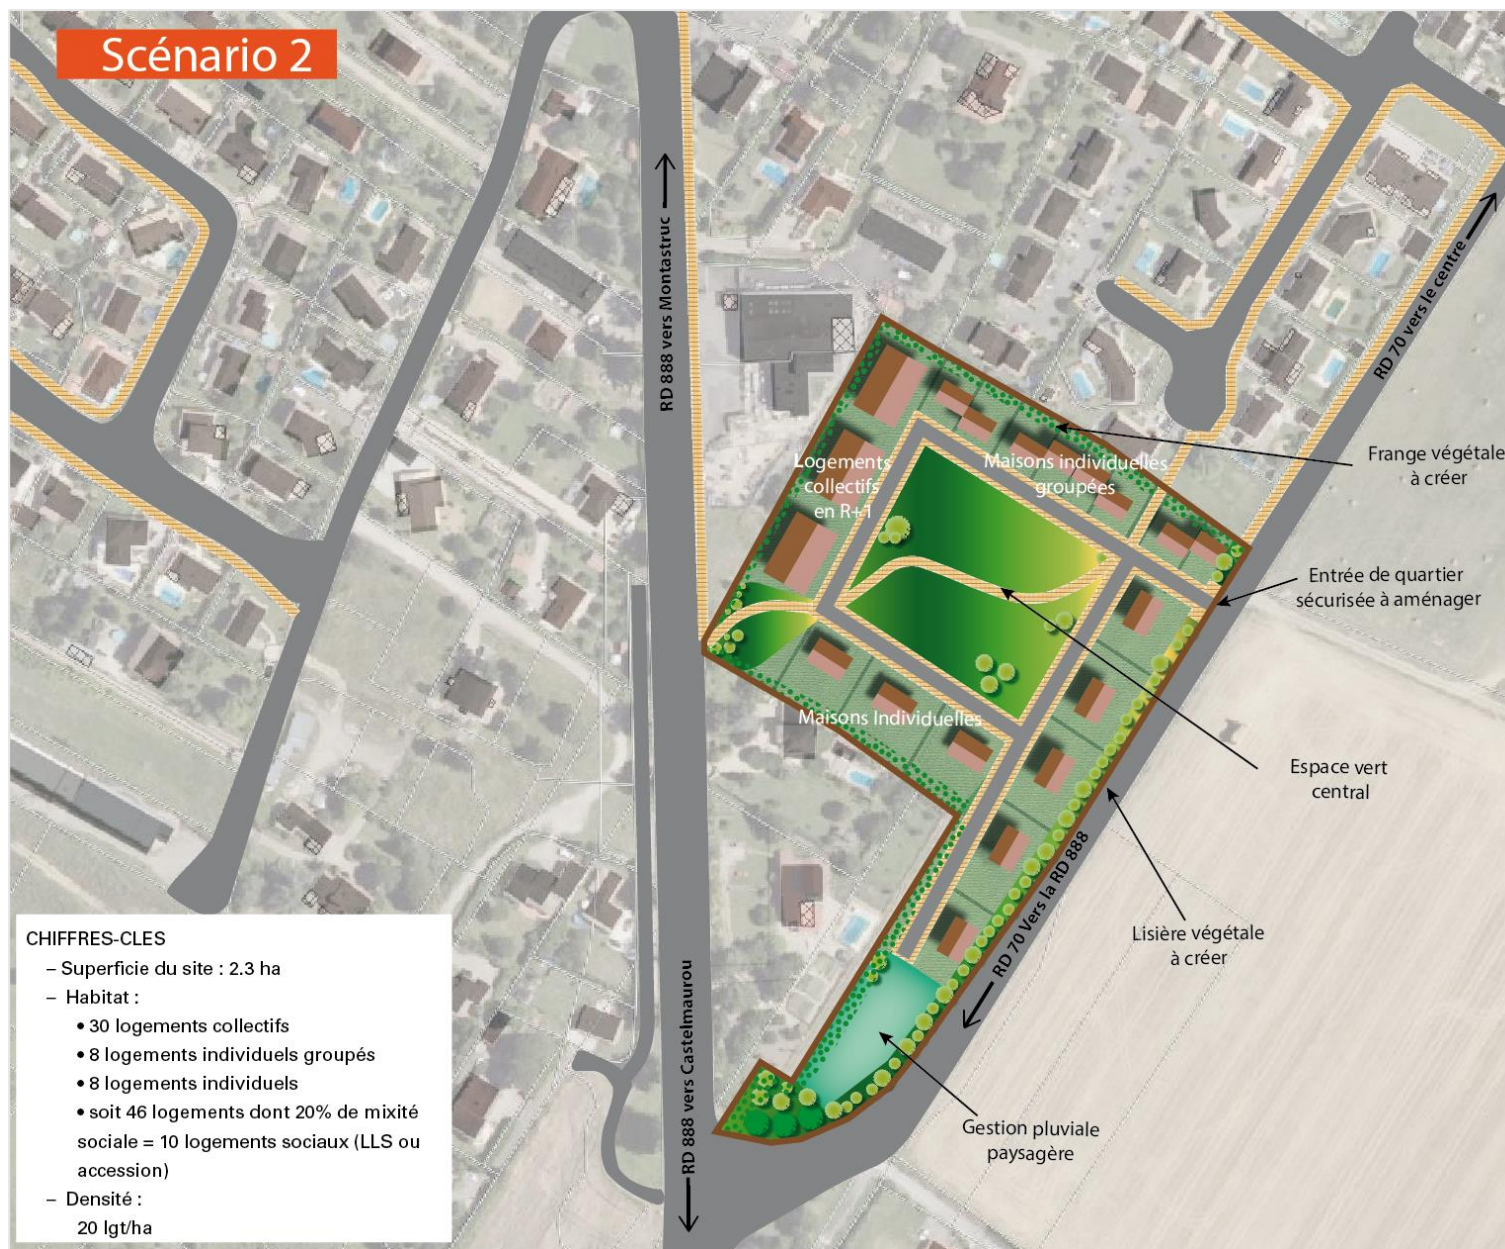 Scénario 2
RD 888 vers Montastruc
RD 70 vers le centre
Logements
collectifs
en R+1
Maisons individuelles
groupées
Frange végétale
à créer
Entrée de quartier
sécurisée à aménager
Maisons Individuelles
Espace vert
central
RD 70 Vers la RD 888
Lisière végétale
à créer
RD 888 vers Castelmaurou
Gestion pluviale
paysagère
CHIFFRES-CLES
– Superficie du site : 2.3 ha
– Habitat :
• 30 logements collectifs
• 8 logements individuels groupés
• 8 logements individuels
• soit 46 logements dont 20% de mixité
sociale = 10 logements sociaux (LLS ou
accession)
– Densité :
20 lgt/ha